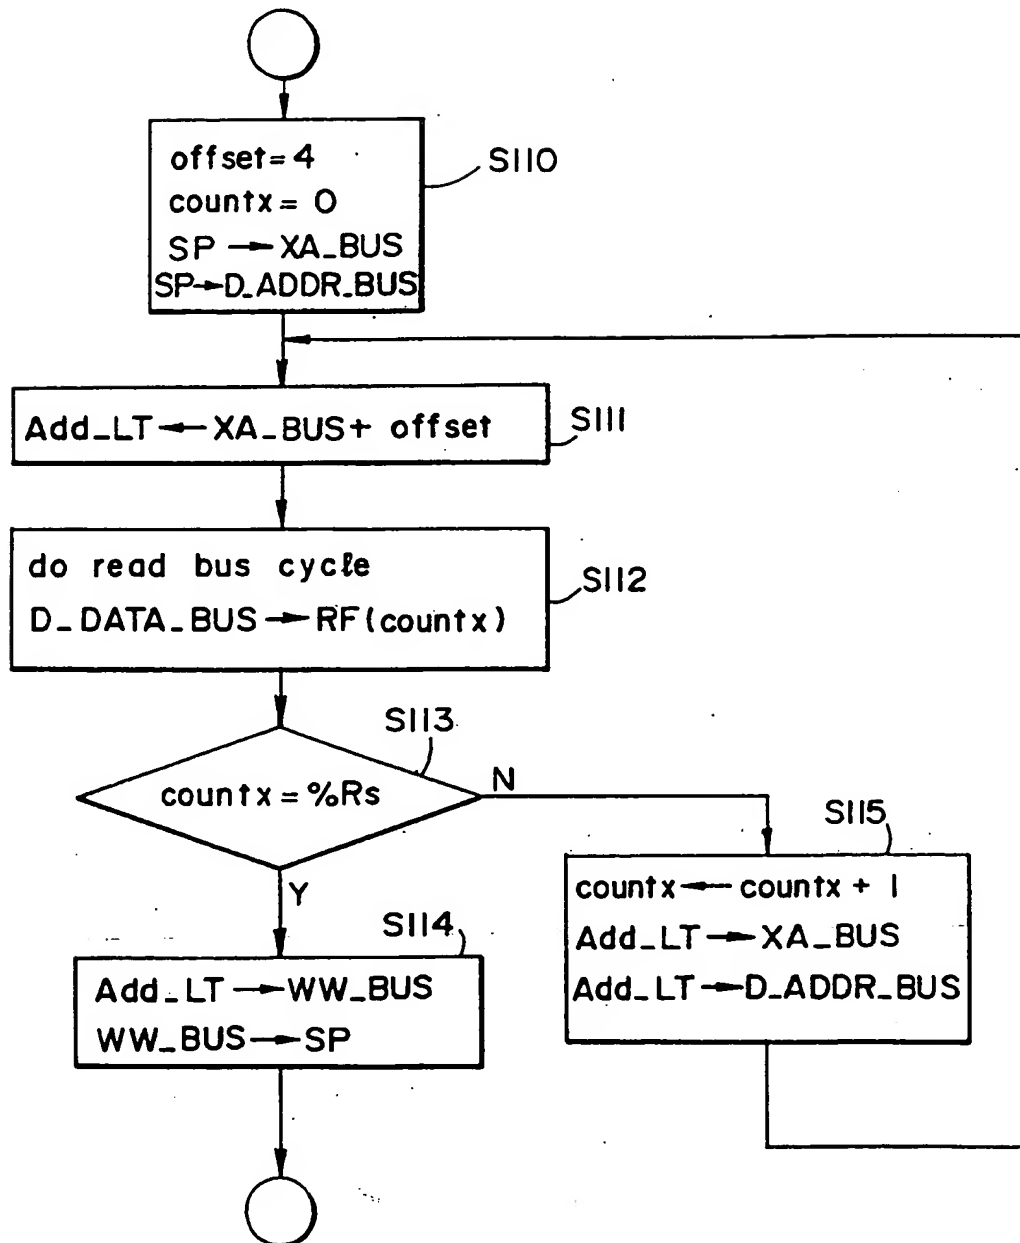 offset=4
countx=0
SP→XA_BUS
SP→D_ADDR_BUS
S110
Add_LT←XA_BUS+ offset
S111
do read bus cycle
D_DATA_BUS→RF(countx)
S112
S113
countx=%Rs
N
Y
S115
countx←countx+1
Add_LT→XA_BUS
Add_LT→D_ADDR_BUS
S114
Add_LT→WW_BUS
WW_BUS→SP